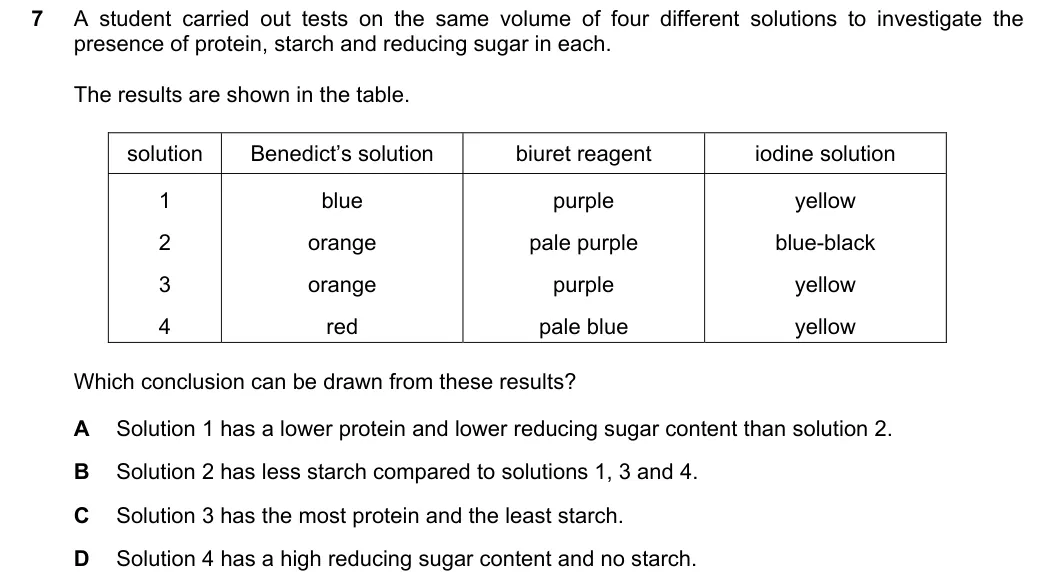 7 A student carried out tests on the same volume of four different solutions to investigate the
presence of protein, starch and reducing sugar in each.
The results are shown in the table.
solution Benedict's solution biuret reagent iodine solution
1 blue purple yellow
2 orange pale purple blue-black
3 orange purple yellow
4 red pale blue yellow
Which conclusion can be drawn from these results?
A Solution 1 has a lower protein and lower reducing sugar content than solution 2.
B Solution 2 has less starch compared to solutions 1, 3 and 4.
C Solution 3 has the most protein and the least starch.
D Solution 4 has a high reducing sugar content and no starch.